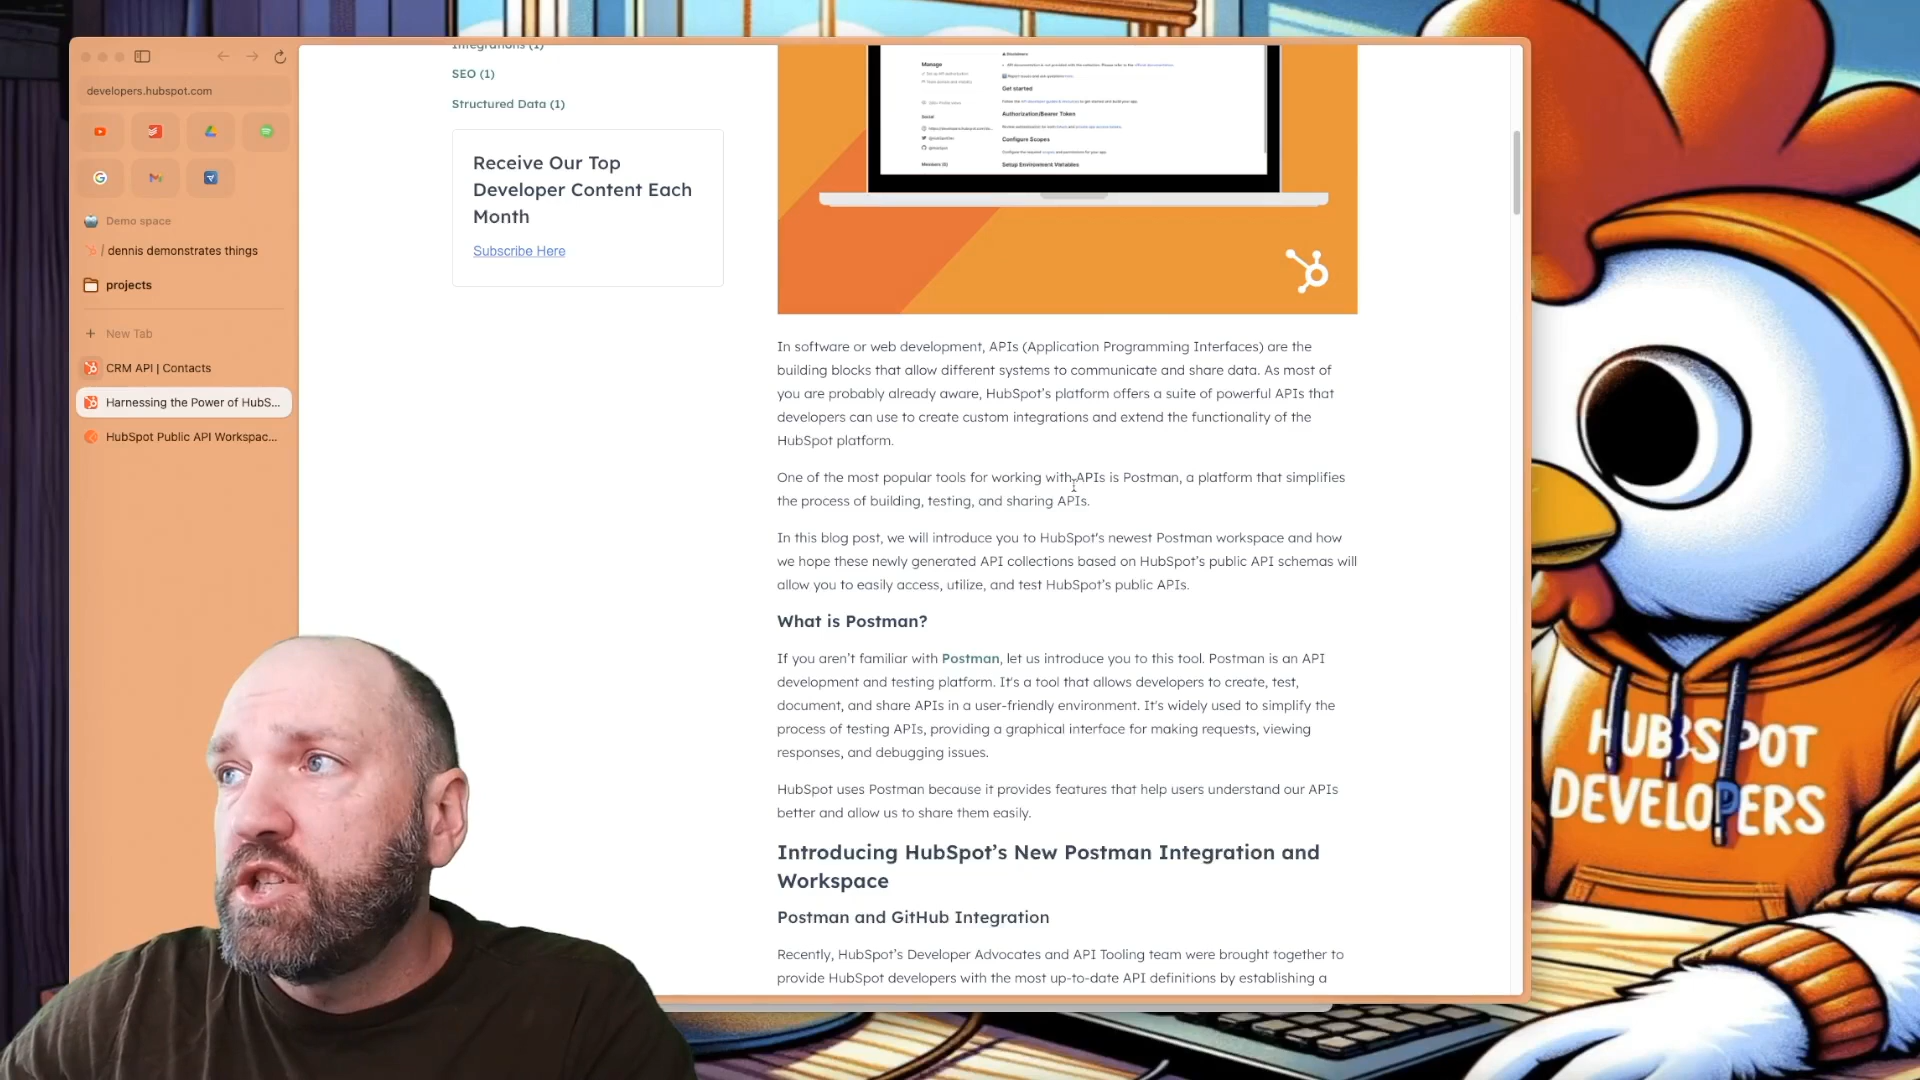 developers.hubspot.com
Demo space
/ dennis demonstrates things
projects
New Tab
CRM API | Contacts
Harnessing the Power of HubS...
HubSpot Public API Workspac...
Integrations (1)
SEO (1)
Structured Data (1)
Receive Our Top
Developer Content Each
Month
Subscribe Here
Manage
Social
Get started
Authorization/Bearer Token
Configure Scopes
Setup Environment Variables
In software or web development, APIs (Application Programming Interfaces) are the
building blocks that allow different systems to communicate and share data. As most of
you are probably already aware, HubSpot’s platform offers a suite of powerful APIs that
developers can use to create custom integrations and extend the functionality of the
HubSpot platform.
One of the most popular tools for working with APIs is Postman, a platform that simplifies
the process of building, testing, and sharing APIs.
In this blog post, we will introduce you to HubSpot's newest Postman workspace and how
we hope these newly generated API collections based on HubSpot’s public API schemas will
allow you to easily access, utilize, and test HubSpot’s public APIs.
What is Postman?
If you aren’t familiar with Postman, let us introduce you to this tool. Postman is an API
development and testing platform. It's a tool that allows developers to create, test,
document, and share APIs in a user-friendly environment. It's widely used to simplify the
process of testing APIs, providing a graphical interface for making requests, viewing
responses, and debugging issues.
HubSpot uses Postman because it provides features that help users understand our APIs
better and allow us to share them easily.
Introducing HubSpot’s New Postman Integration and
Workspace
Postman and GitHub Integration
Recently, HubSpot’s Developer Advocates and API Tooling team were brought together to
provide HubSpot developers with the most up-to-date API definitions by establishing a
HUBSPOT
DEVELOPERS